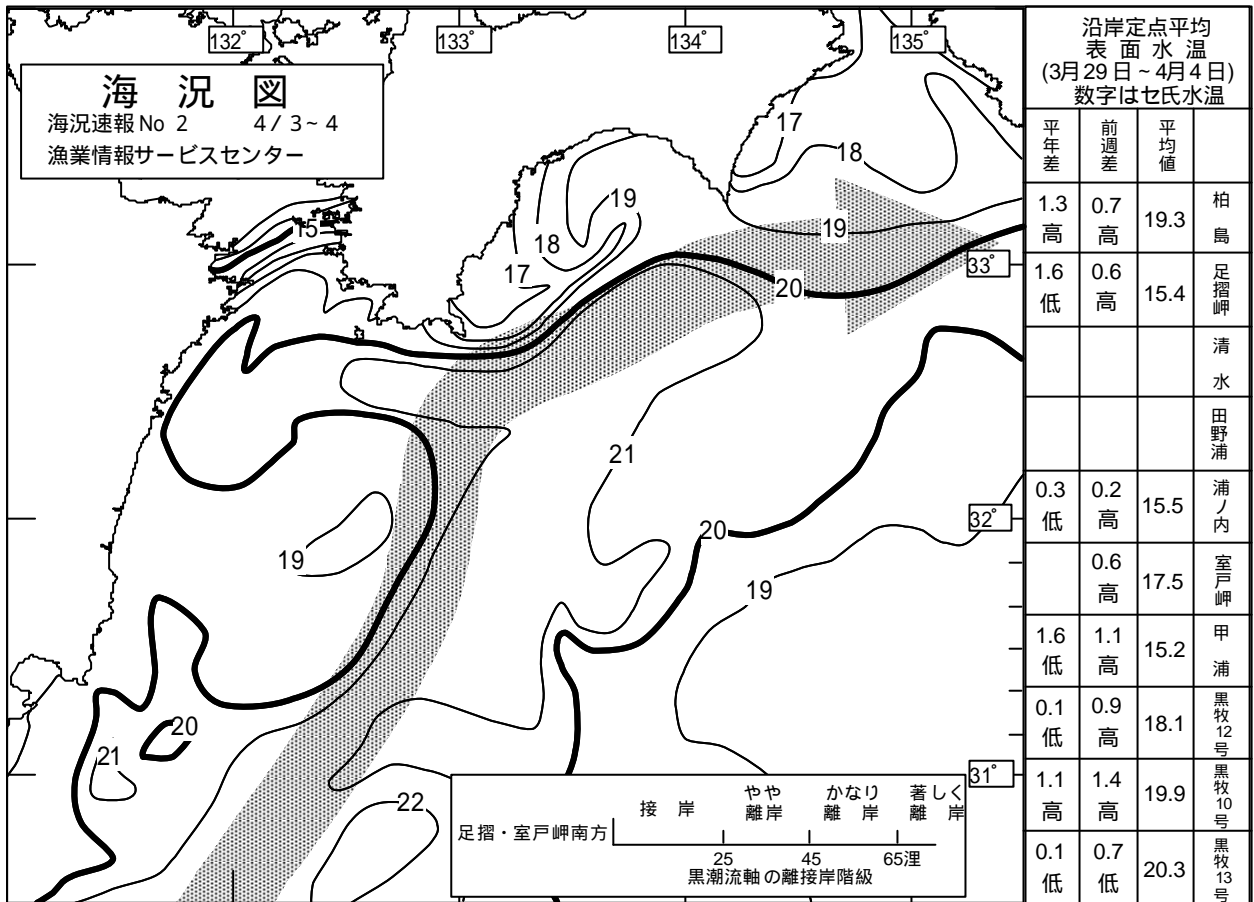 132°
133°
134°
135°
海況図
海況速報No 2 4/3~4
漁業情報サービスセンター
17
18
19
15
19
18
17
19
20
33°
21
32°
20
19
19
20
21
22
31°
接岸
やや離岸
かなり離岸
著しく離岸
足摺・室戸岬南方
25 45 65浬
黒潮流軸の離接岸階級
沿岸定点平均
表面水温
(3月29日~4月4日)
数字はセ氏水温
平年差 前週差 平均値
1.3高 0.7高 19.3 柏島
1.6低 0.6高 15.4 足摺岬
清水
田野浦
0.3低 0.2高 15.5 浦ノ内
0.6高 17.5 室戸岬
1.6低 1.1高 15.2 甲浦
0.1低 0.9高 18.1 黒牧12号
1.1高 1.4高 19.9 黒牧10号
0.1低 0.7低 20.3 黒牧13号